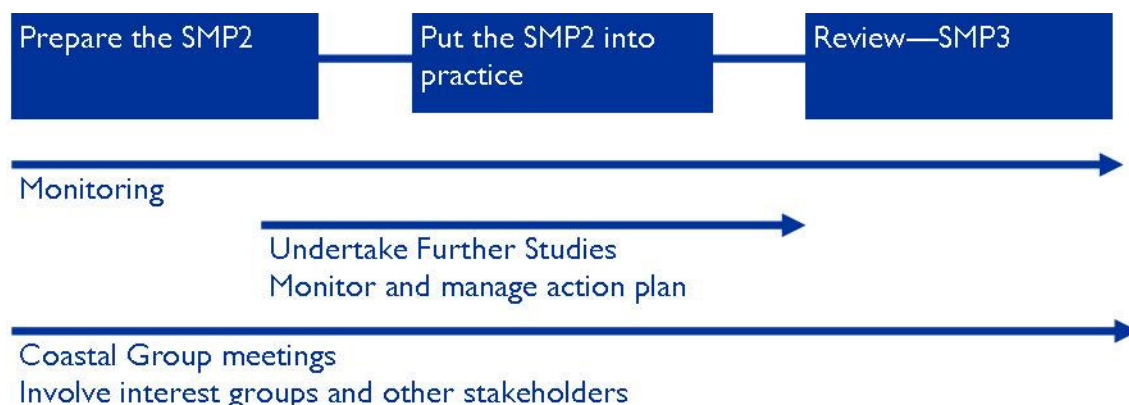 Prepare the SMP2
Put the SMP2 into
practice
Review—SMP3
Monitoring
Undertake Further Studies
Monitor and manage action plan
Coastal Group meetings
Involve interest groups and other stakeholders